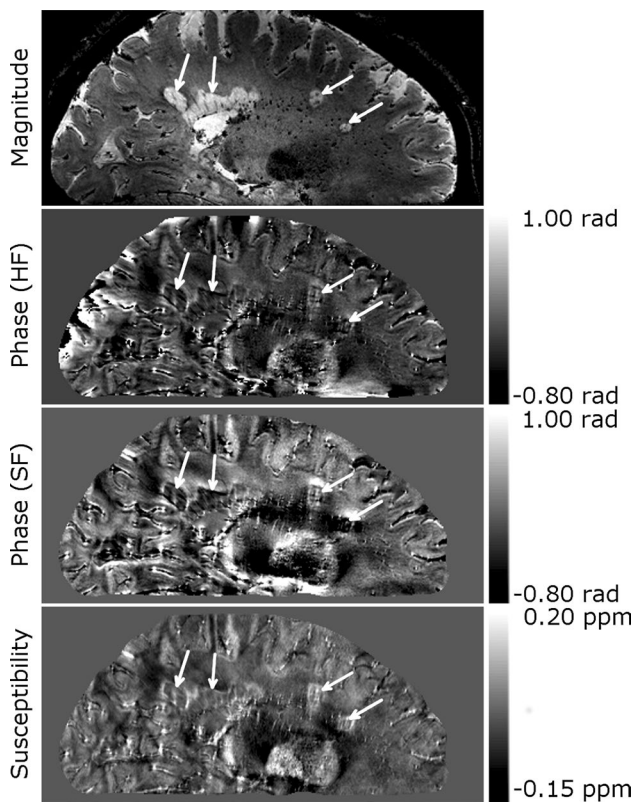 Magnitude
Phase (HF)
1.00 rad
-0.80 rad
Phase (SF)
1.00 rad
-0.80 rad
Susceptibility
0.20 ppm
-0.15 ppm